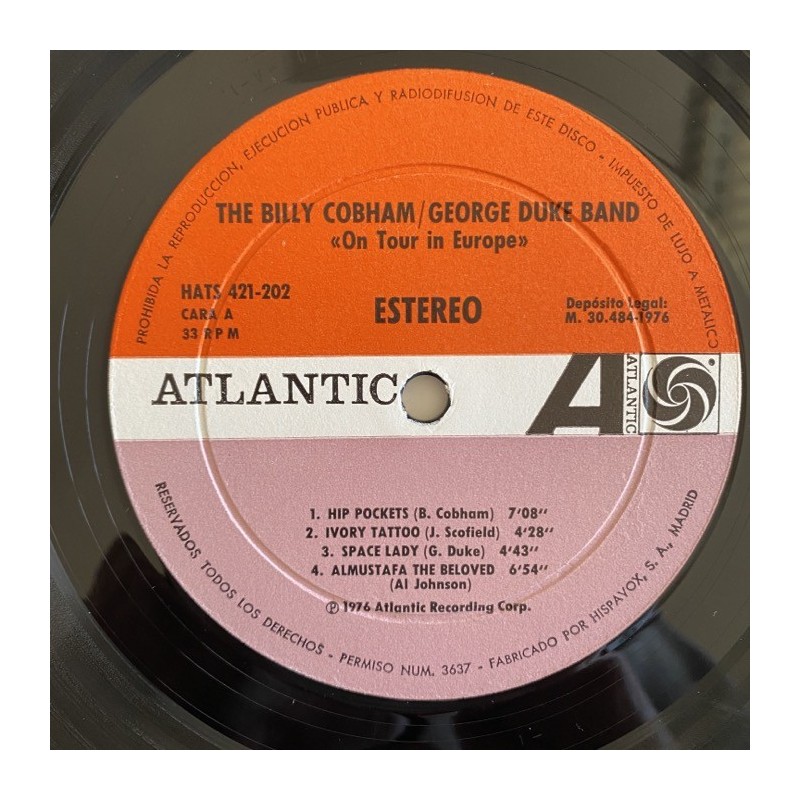 PROHIBIDA LA REPRODUCCION, EJECUCION PUBLICA Y RADIODIFUSION DE ESTE DISCO - IMPUESTO DE LUJO A METALICO
THE BILLY COBHAM/GEORGE DUKE BAND
«On Tour in Europe»
HATS 421-202
CARA A
33 RPM
ESTEREO
Depósito Legal:
M. 30.484-1976
ATLANTIC
A
ATLANTIC
1. HIP POCKETS (B. Cobham) 7'08''
2. IVORY TATTOO (J. Scofield) 4'28''
3. SPACE LADY (G. Duke) 4'43''
4. ALMUSTAFA THE BELOVED 6'54''
(Al Johnson)
℗ 1976 Atlantic Recording Corp.
RESERVADOS TODOS LOS DERECHOS - PERMISO NUM. 3637 - FABRICADO POR HISPAVOX, S. A., MADRID